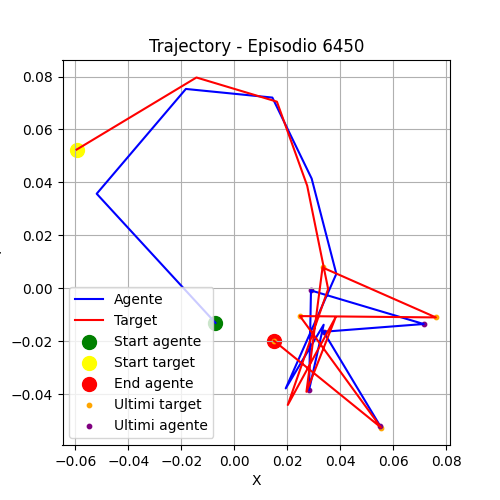 Trajectory - Episodio 6450
0.08
0.06
0.04
0.02
0.00
−0.02
−0.04
Agente
Target
Start agente
Start target
End agente
Ultimi target
Ultimi agente
−0.06 −0.04 −0.02 0.00 0.02 0.04 0.06 0.08
X